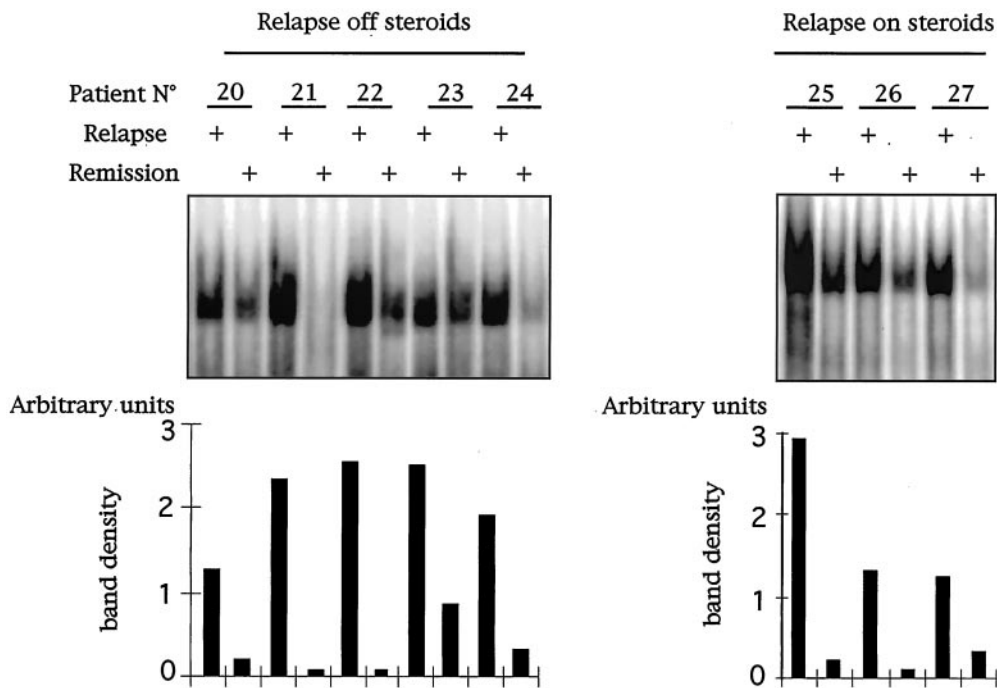 Relapse off steroids
Patient N° 20 21 22 23 24
Relapse + + + + +
Remission + + + + +
Arbitrary units
3
2
1
0
band density
Relapse on steroids
25 26 27
+ + +
+ + +
Arbitrary units
3
2
1
0
band density